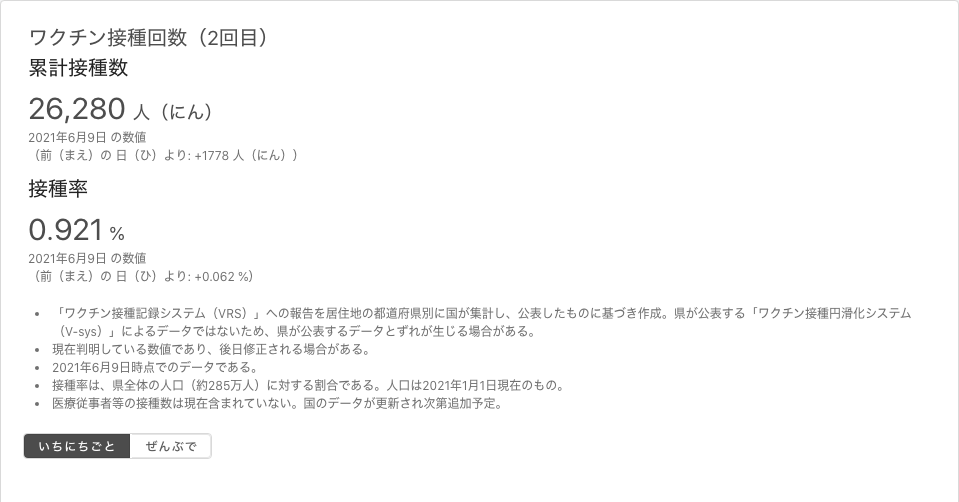 ワクチン接種回数（2回目）
累計接種数
26,280 人（にん）
2021年6月9日 の数値
（前（まえ）の 日（ひ）より: +1778 人（にん））
接種率
0.921 %
2021年6月9日 の数値
（前（まえ）の 日（ひ）より: +0.062 %）
• 「ワクチン接種記録システム（VRS）」への報告を居住地の都道府県別に国が集計し、公表したものに基づき作成。県が公表する「ワクチン接種円滑化システム
（V-sys）」によるデータではないため、県が公表するデータとずれが生じる場合がある。
• 現在判明している数値であり、後日修正される場合がある。
• 2021年6月9日時点でのデータである。
• 接種率は、県全体の人口（約285万人）に対する割合である。人口は2021年1月1日現在のもの。
• 医療従事者等の接種数は現在含まれていない。国のデータが更新され次第追加予定。
いちにちごと ぜんぶで